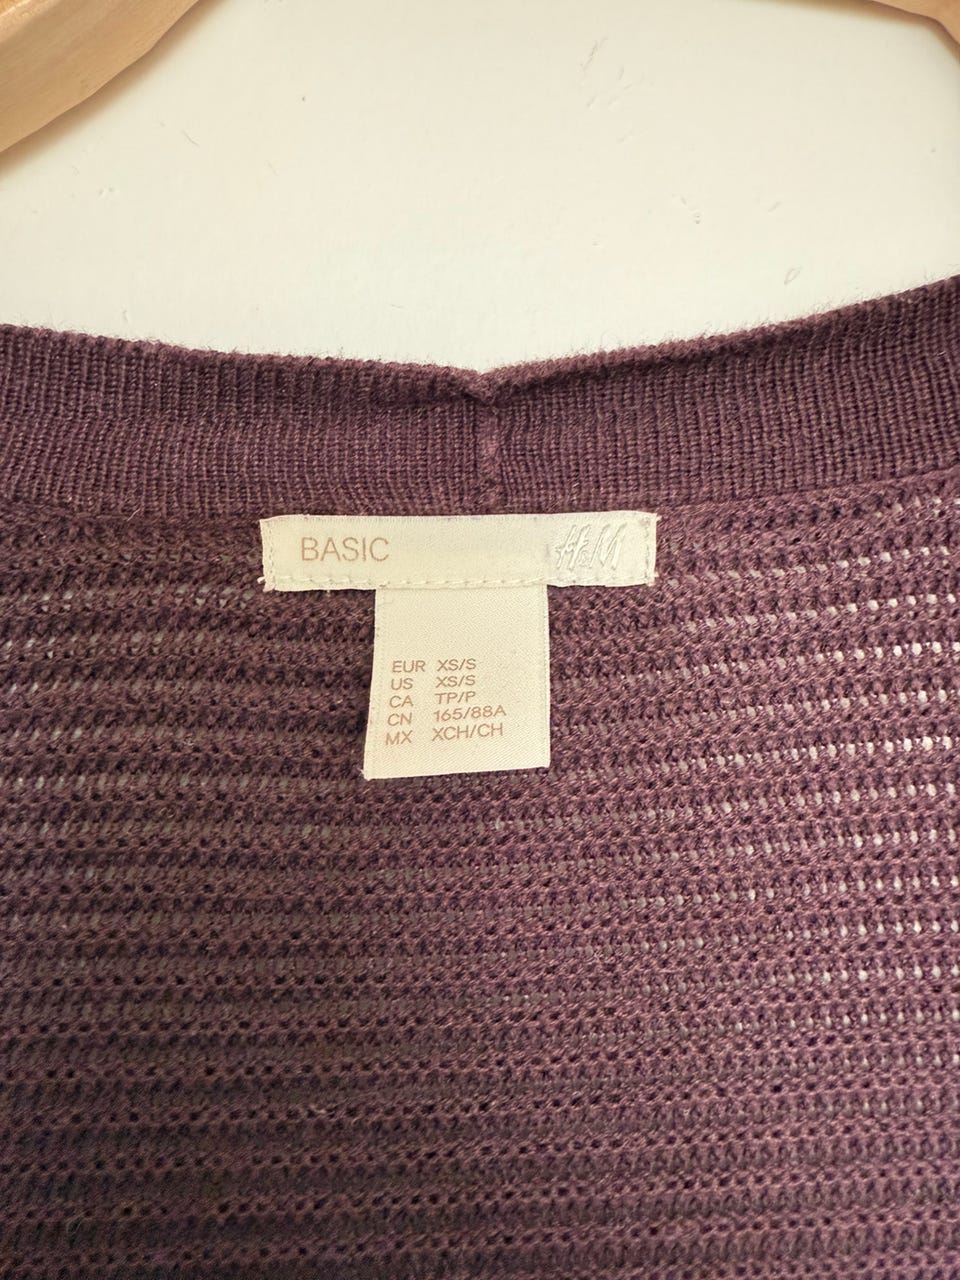 BASIC H&M
EUR XS/S
US XS/S
CA TP/P
CN 165/88A
MX XCH/CH